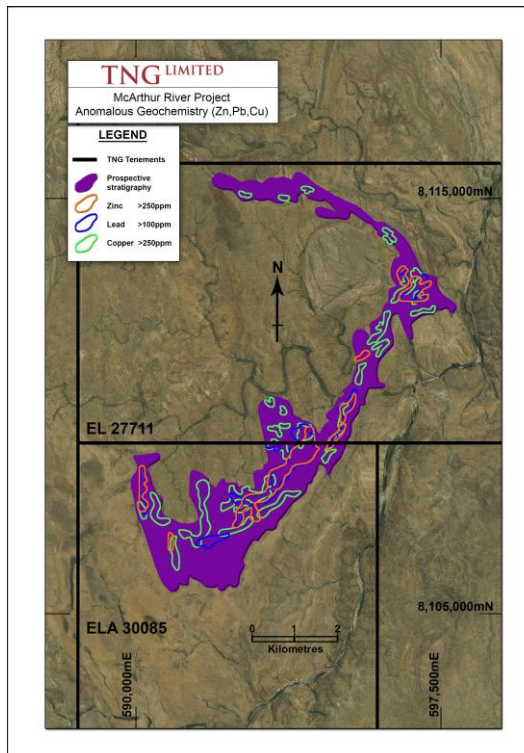 TNG LIMITED
McArthur River Project
Anomalous Geochemistry (Zn,Pb,Cu)
LEGEND
TNG Tenements
Prospective
stratigraphy
Zinc >250ppm
Lead >100ppm
Copper >250ppm
8,115,000mN
N
EL 27711
ELA 30085
8,105,000mN
0 1 2
Kilometres
590,000mE
597,500mE